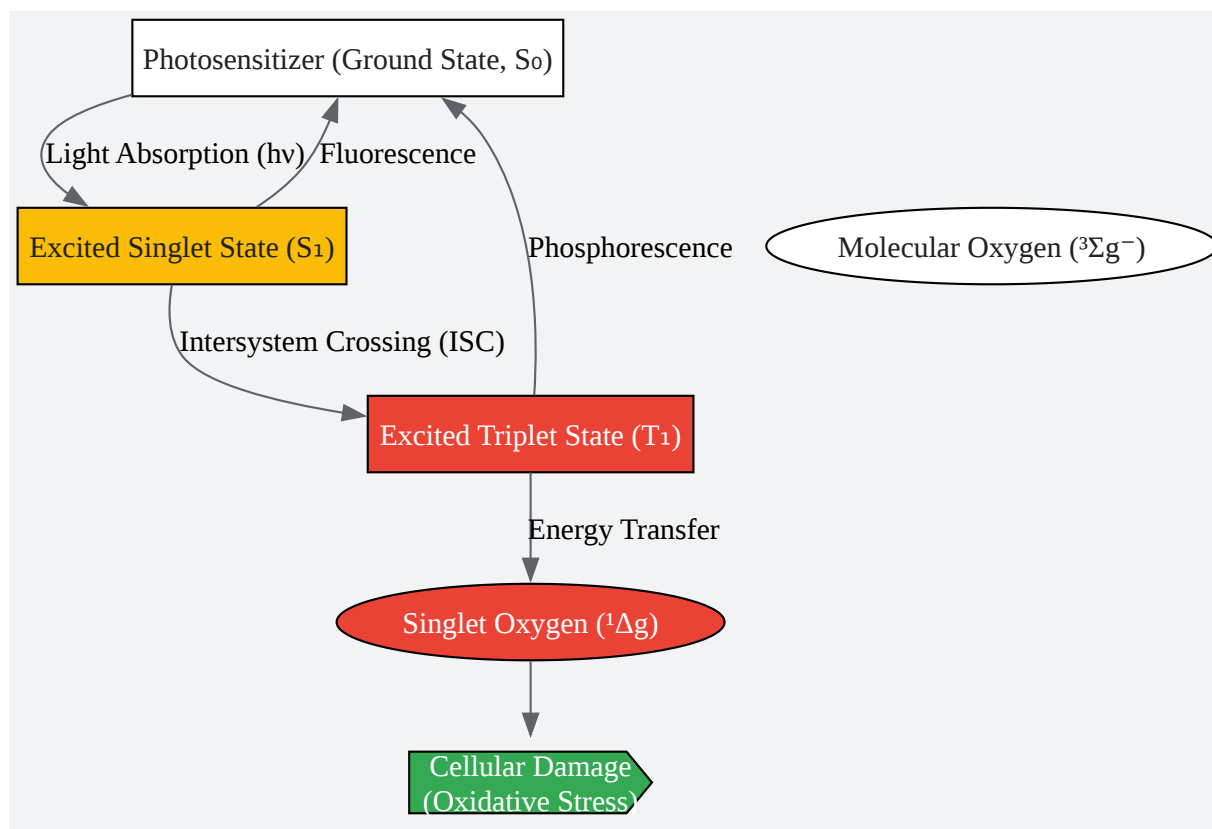 Photosensitizer (Ground State, S₀)
Light Absorption (hν)
Fluorescence
Excited Singlet State (S₁)
Phosphorescence
Molecular Oxygen (³Σg⁻)
Intersystem Crossing (ISC)
Excited Triplet State (T₁)
Energy Transfer
Singlet Oxygen (¹Δg)
Cellular Damage
(Oxidative Stress)